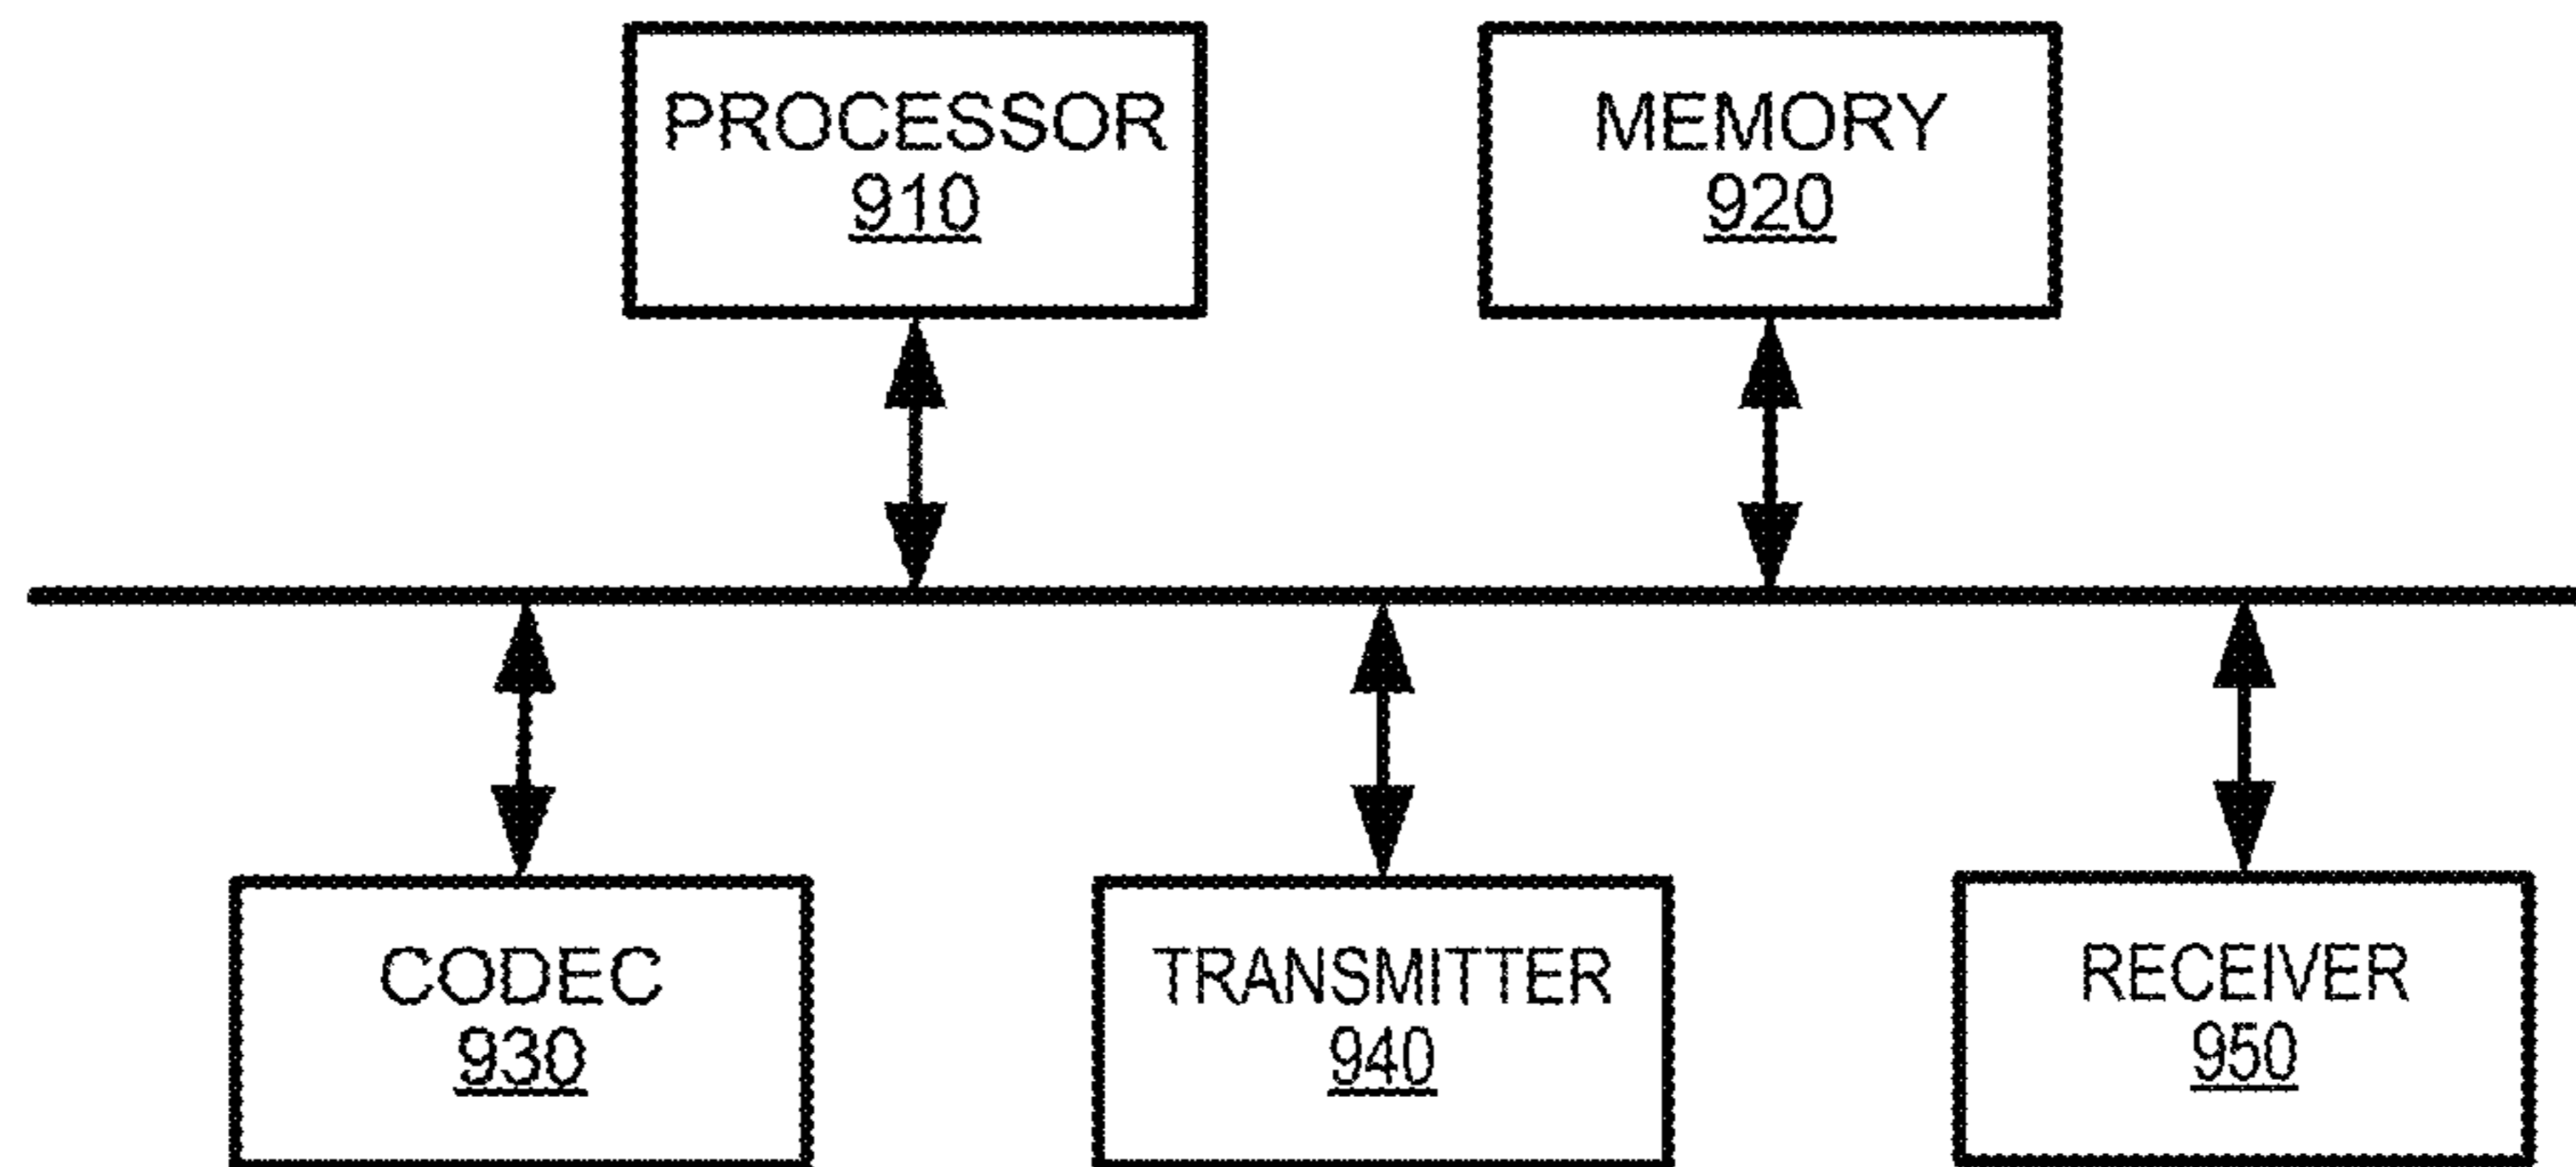 PROCESSOR
910
MEMORY
920
CODEC
930
TRANSMITTER
940
RECEIVER
950